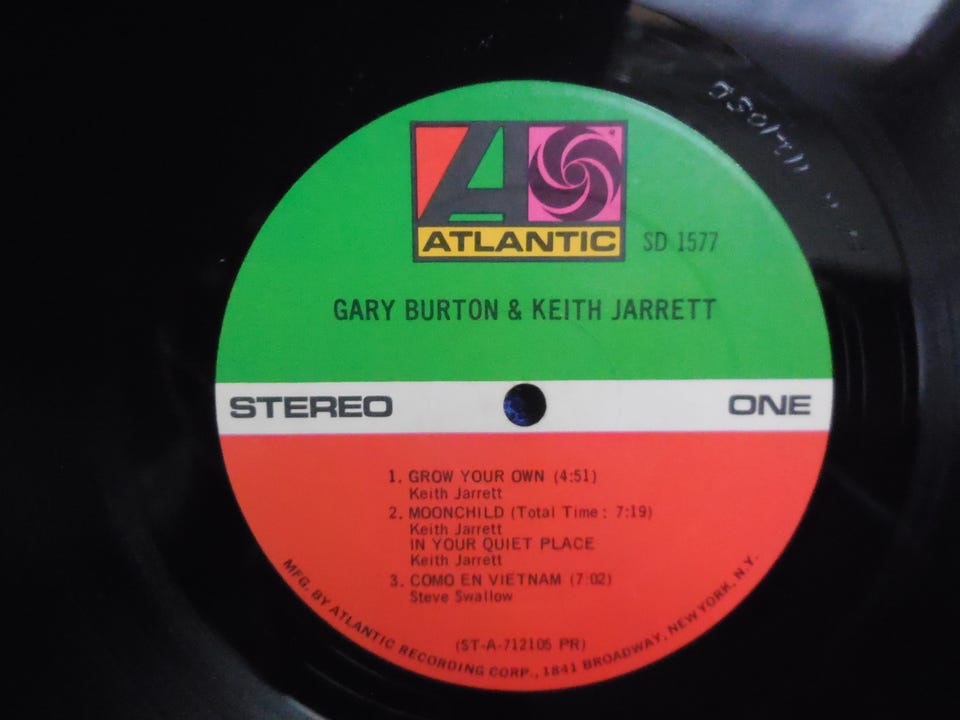 ATLANTIC
SD 1577
GARY BURTON & KEITH JARRETT
STEREO
ONE
1. GROW YOUR OWN (4:51)
Keith Jarrett
2. MOONCHILD (Total Time: 7:19)
Keith Jarrett
IN YOUR QUIET PLACE
Keith Jarrett
3. COMO EN VIETNAM (7:02)
Steve Swallow
(ST-A-712105 PR)
MFG. BY ATLANTIC RECORDING CORP., 1841 BROADWAY, NEW YORK, N.Y.